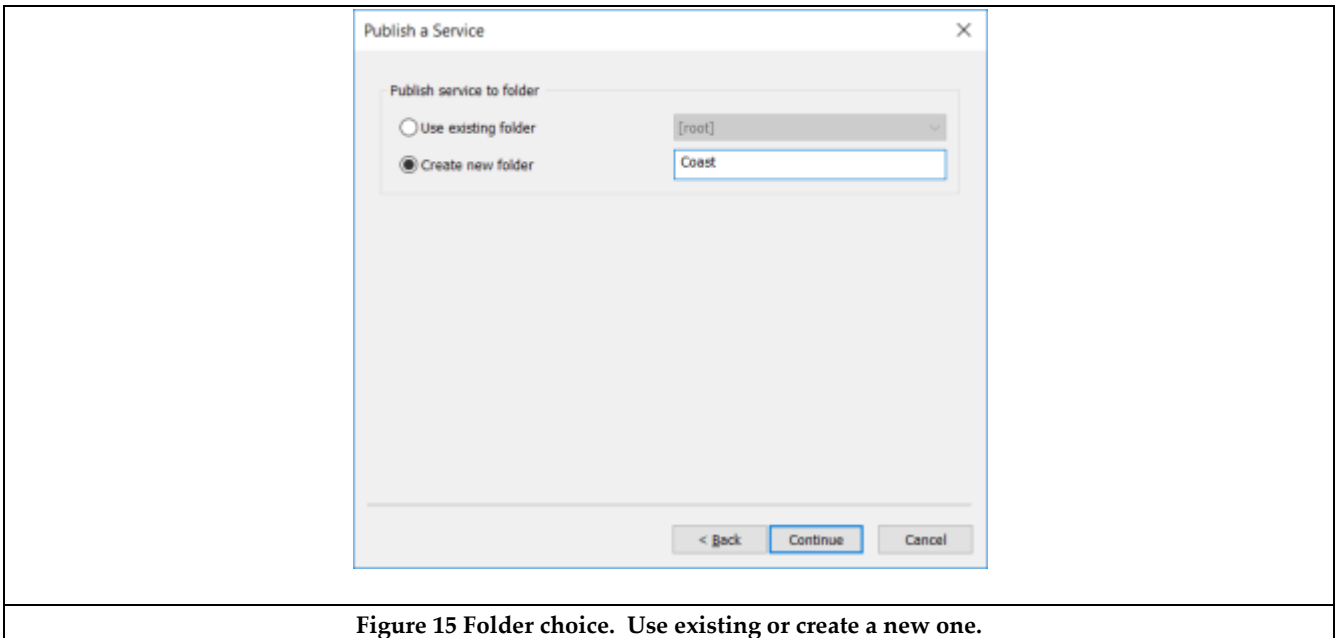 Publish a Service
Publish service to folder
Use existing folder [root]
Create new folder Coast
< Back Continue Cancel
Figure 15 Folder choice. Use existing or create a new one.